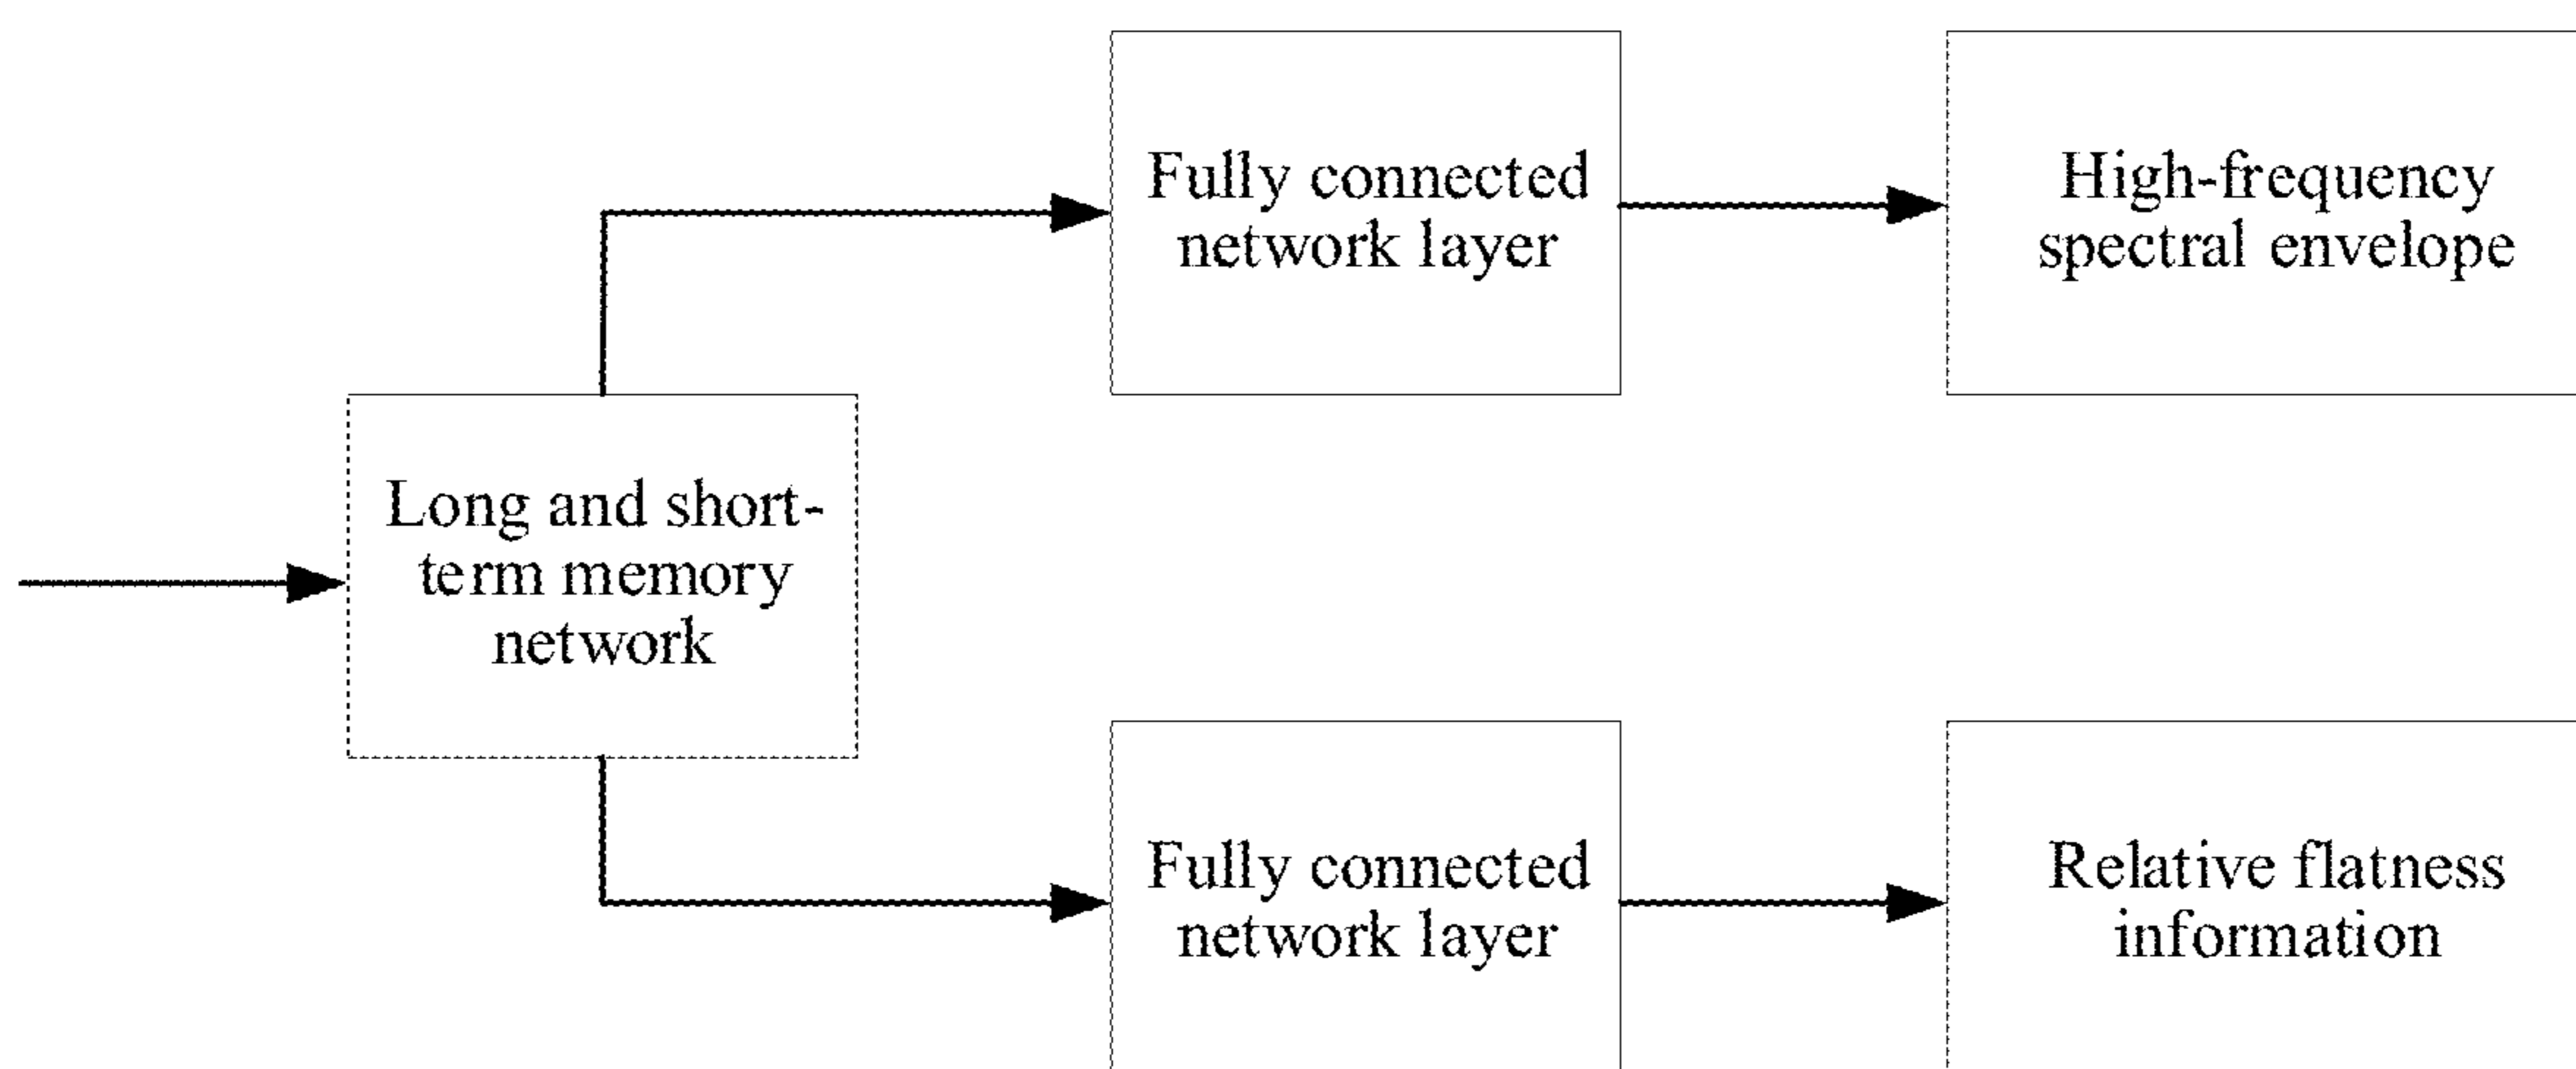 Fully connected
network layer
High-frequency
spectral envelope
Long and short-
term memory
network
Fully connected
network layer
Relative flatness
information